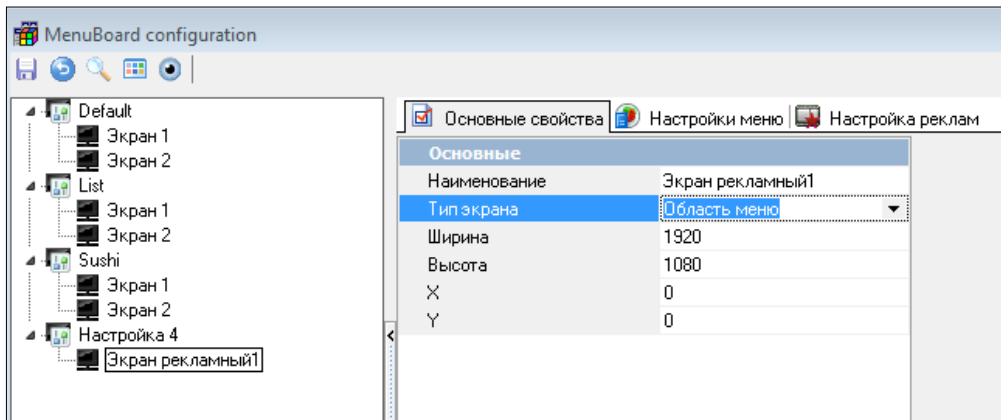 MenuBoard configuration
Default
Экран 1
Экран 2
List
Экран 1
Экран 2
Sushi
Экран 1
Экран 2
Настройка 4
Экран рекламный1
Основные свойства Настройки меню Настройка реклам
Основные
Наименование Экран рекламный1
Тип экрана Область меню
Ширина 1920
Высота 1080
X 0
Y 0